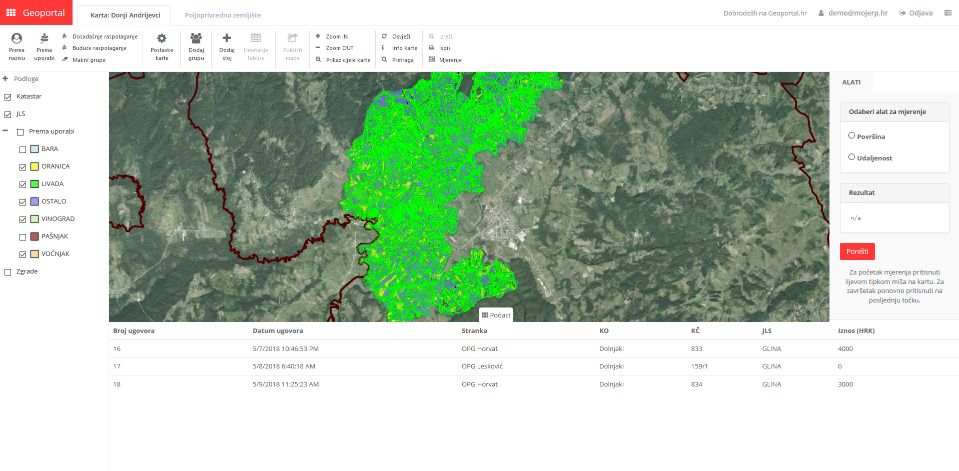 Geoportal
Karta: Donji Andrijevci
Poljoprivredno zemljište
Dobrodošli na Geoportal.hr
demo@mojerp.hr
Odjava
Prema nazivu
Prema uporabi
Dosadašnje raspolaganje
Buduće raspolaganje
Makni grupe
Postavke karte
Dodaj grupu
Dodaj sloj
Uređivanje tablice
Publish mape
Zoom IN
Zoom OUT
Prikaz cijele karte
Osvježi
Info karte
Pretraga
Ispis
Mjerenje
Podloge
Katastar
JLS
Prema uporabi
BARA
ORANICA
LIVADA
OSTALO
VINOGRAD
PAŠNJAK
VOĆNJAK
Zgrade
ALATI
Odaberi alat za mjerenje
Površina
Udaljenost
Rezultat
n/a
Poništi
Za početak mjerenja pritisnuti
lijevom tipkom miša na kartu. Za
završetak ponovno pritisnuti na
posljednju točku.
Podaci
Broj ugovora Datum ugovora Stranka KO KČ JLS Iznos (HRK)
16 5/7/2018 10:46:53 PM OPG Horvat Dolnjaki 833 GLINA 4000
17 5/8/2018 6:40:18 AM OPG Lesković Dolnjaki 159/1 GLINA 0
18 5/9/2018 11:25:23 AM OPG Horvat Dolnjaki 834 GLINA 3000